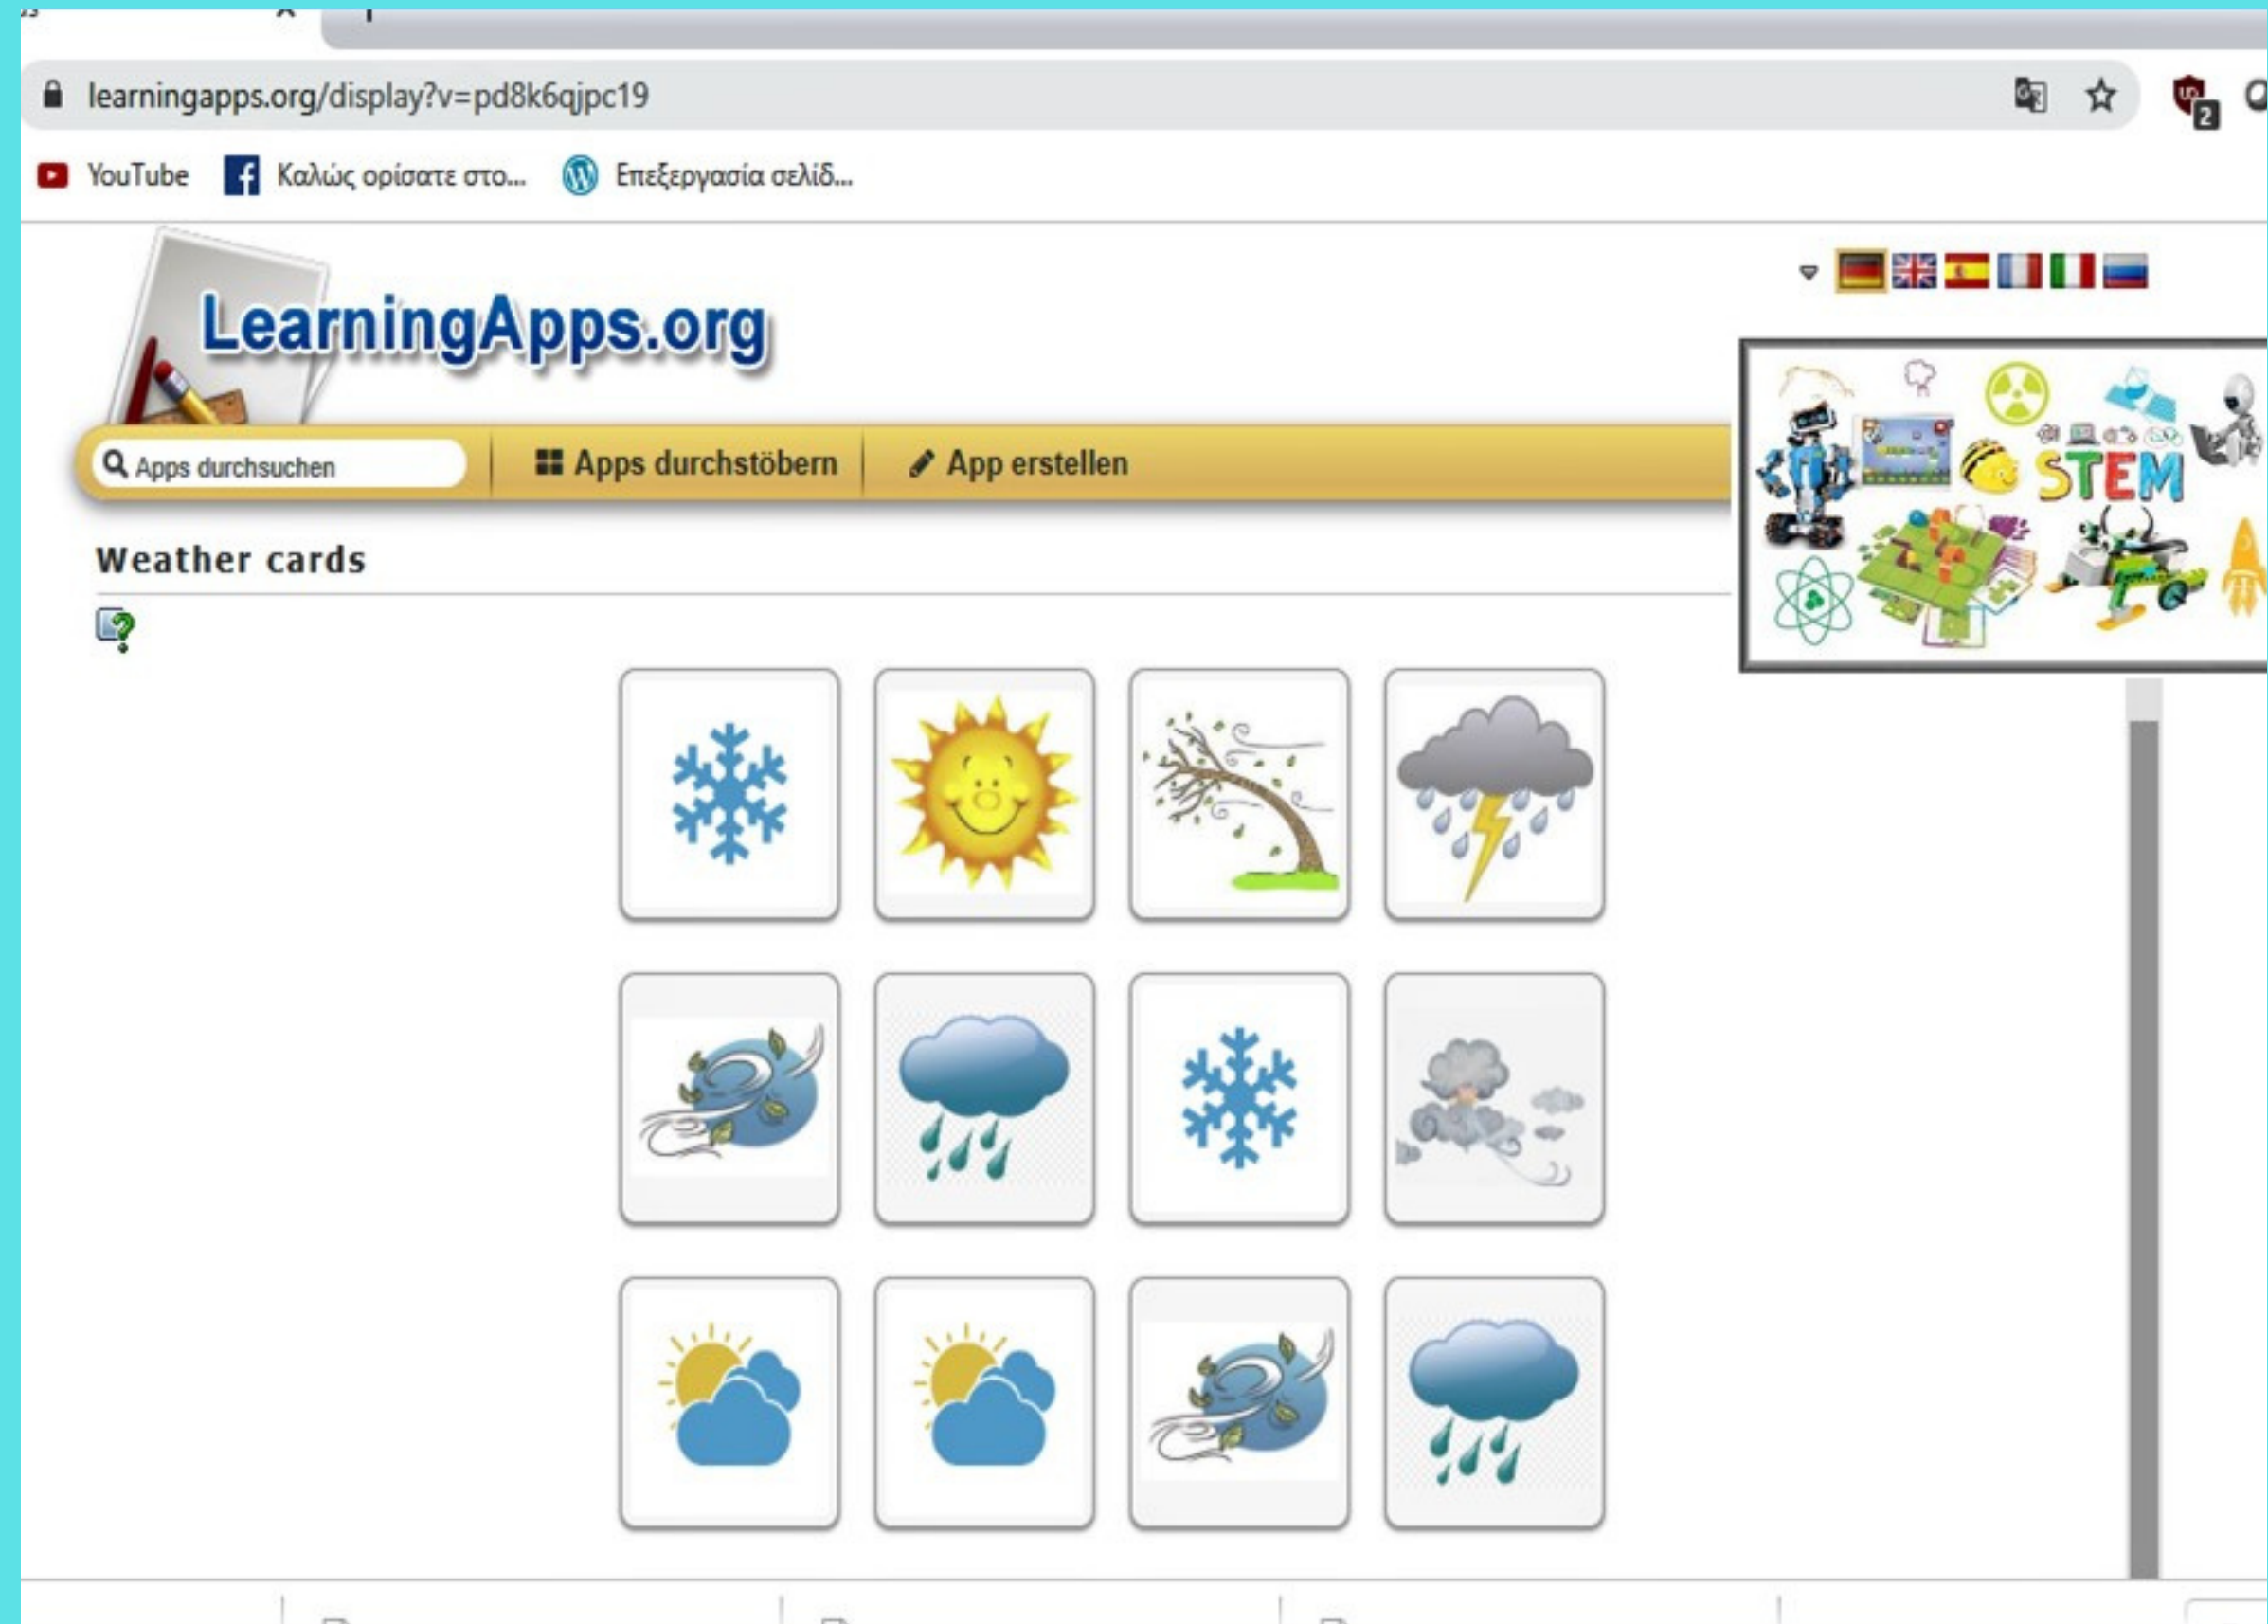 learningapps.org/display?v=pd8k6qjpc19
2
YouTube Καλώς ορίσατε στο... Επεξεργασία σελίδ...
LearningApps.org
Apps durchsuchen Apps durchstöbern App erstellen
STEM
Weather cards